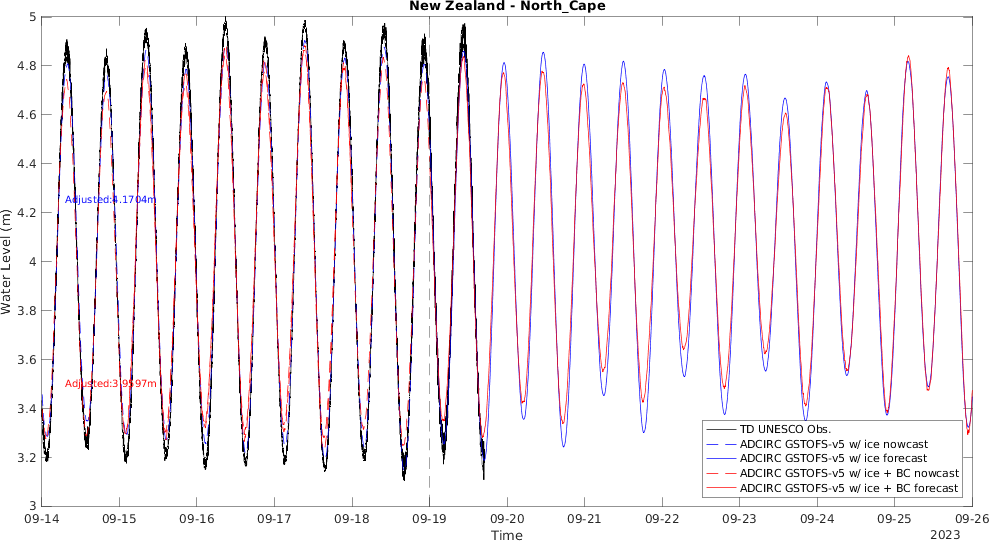 New Zealand - North_Cape
Water Level (m)
5
4.8
4.6
4.4
4.2
4
3.8
3.6
3.4
3.2
3
Adjusted:4.1704m
Adjusted:3.9597m
TD UNESCO Obs.
ADCIRC GSTOFS-v5 w/ ice nowcast
ADCIRC GSTOFS-v5 w/ ice forecast
ADCIRC GSTOFS-v5 w/ ice + BC nowcast
ADCIRC GSTOFS-v5 w/ ice + BC forecast
09-14 09-15 09-16 09-17 09-18 09-19 09-20 09-21 09-22 09-23 09-24 09-25 09-26
Time
2023